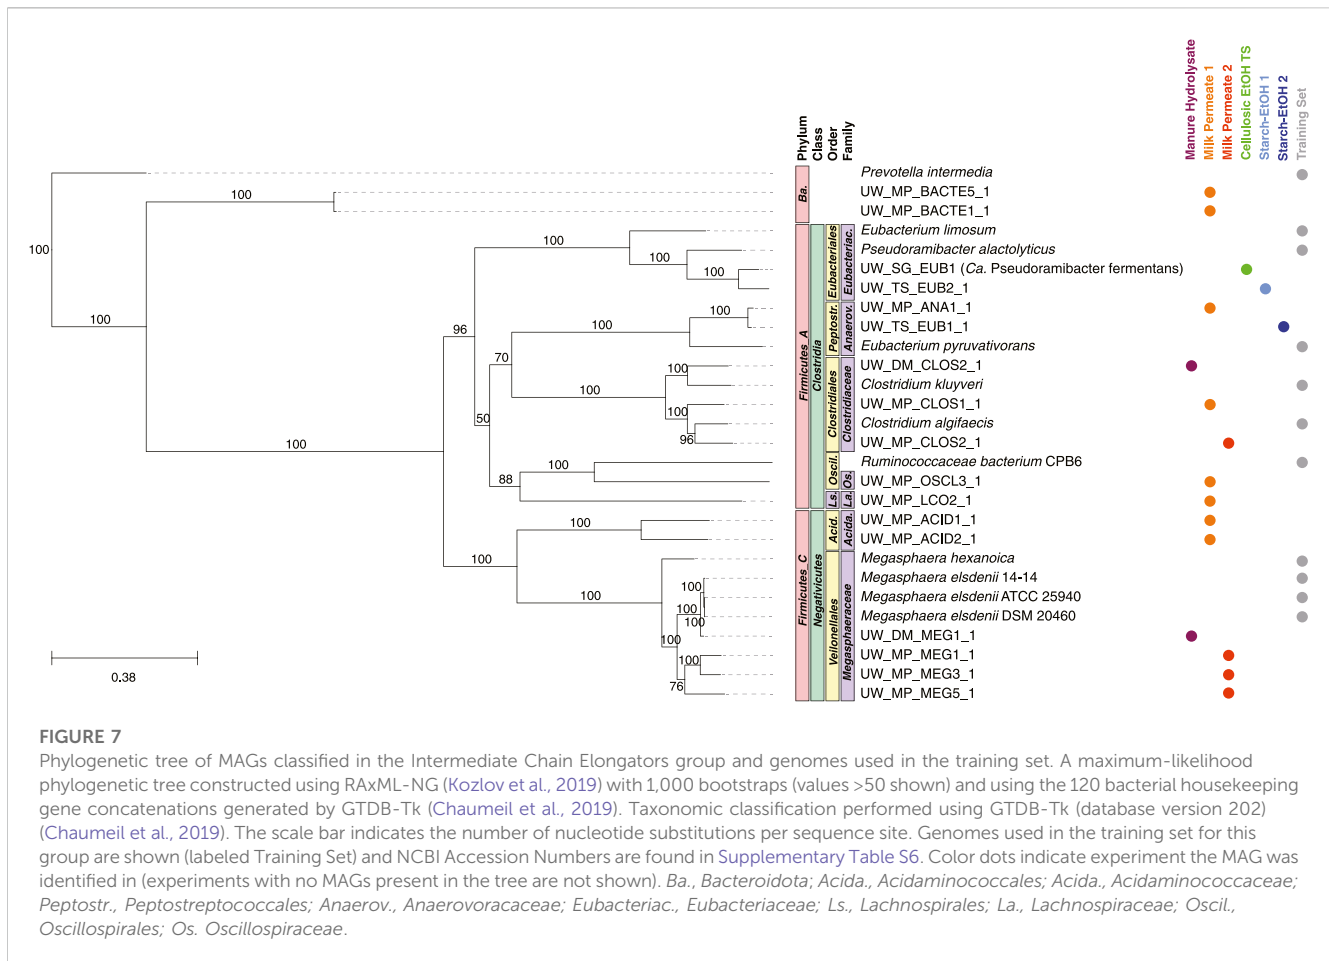 Manure Hydrolysate
Milk Permeate 1
Milk Permeate 2
Cellulosic EtOH TS
Starch-EtOH 1
Starch-EtOH 2
Training Set
Phylum
Class
Order
Family
Prevotella intermedia
UW_MP_BACTE5_1
UW_MP_BACTE1_1
Eubacterium limosum
Pseudoramibacter alactolyticus
UW_SG_EUB1 (Ca. Pseudoramibacter fermentans)
UW_TS_EUB2_1
UW_MP_ANA1_1
UW_TS_EUB1_1
Eubacterium pyruvativorans
UW_DM_CLOS2_1
Clostridium kluyveri
UW_MP_CLOS1_1
Clostridium algifaecis
UW_MP_CLOS2_1
Ruminococcaceae bacterium CPB6
UW_MP_OSCL3_1
UW_MP_LCO2_1
UW_MP_ACID1_1
UW_MP_ACID2_1
Megasphaera hexanoica
Megasphaera elsdenii 14-14
Megasphaera elsdenii ATCC 25940
Megasphaera elsdenii DSM 20460
UW_DM_MEG1_1
UW_MP_MEG1_1
UW_MP_MEG3_1
UW_MP_MEG5_1
Ba.
Firmicutes_A
Firmicutes_C
Clostridia
Negativicutes
Eubacteriales
Peptostr.
Clostridiales
Oscil.
Ls.
Acid.
Veilonellales
Eubacteriac.
Anaerov.
Clostridiaceae
Os.
La.
Acida.
Megasphaeraceae
100
100
100
100
100
100
100
96
70
50
100
100
100
100
100
96
88
100
100
100
100
100
100
100
100
76
0.38
FIGURE 7
Phylogenetic tree of MAGs classified in the Intermediate Chain Elongators group and genomes used in the training set. A maximum-likelihood
phylogenetic tree constructed using RAxML-NG (Kozlov et al., 2019) with 1,000 bootstraps (values >50 shown) and using the 120 bacterial housekeeping
gene concatenations generated by GTDB-Tk (Chaumeil et al., 2019). Taxonomic classification performed using GTDB-Tk (database version 202)
(Chaumeil et al., 2019). The scale bar indicates the number of nucleotide substitutions per sequence site. Genomes used in the training set for this
group are shown (labeled Training Set) and NCBI Accession Numbers are found in Supplementary Table S6. Color dots indicate experiment the MAG was
identified in (experiments with no MAGs present in the tree are not shown). Ba., Bacteroidota; Acida., Acidaminococcales; Acida., Acidaminococcaceae;
Peptostr., Peptostreptococcales; Anaerov., Anaerovoracaceae; Eubacteriac., Eubacteriaceae; Ls., Lachnospirales; La., Lachnospiraceae; Oscil.,
Oscillospirales; Os. Oscillospiraceae.